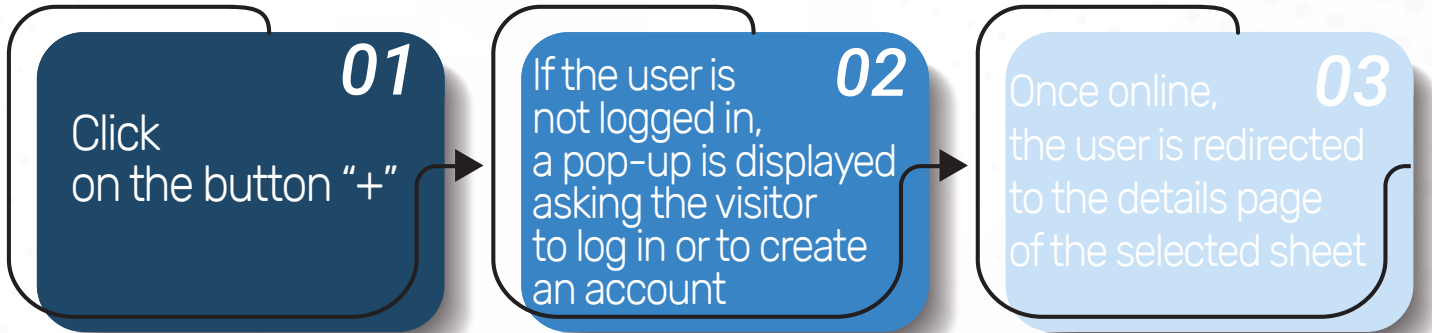 01
Click
on the button “+”
02
If the user is
not logged in,
a pop-up is displayed
asking the visitor
to log in or to create
an account
03
Once online,
the user is redirected
to the details page
of the selected sheet